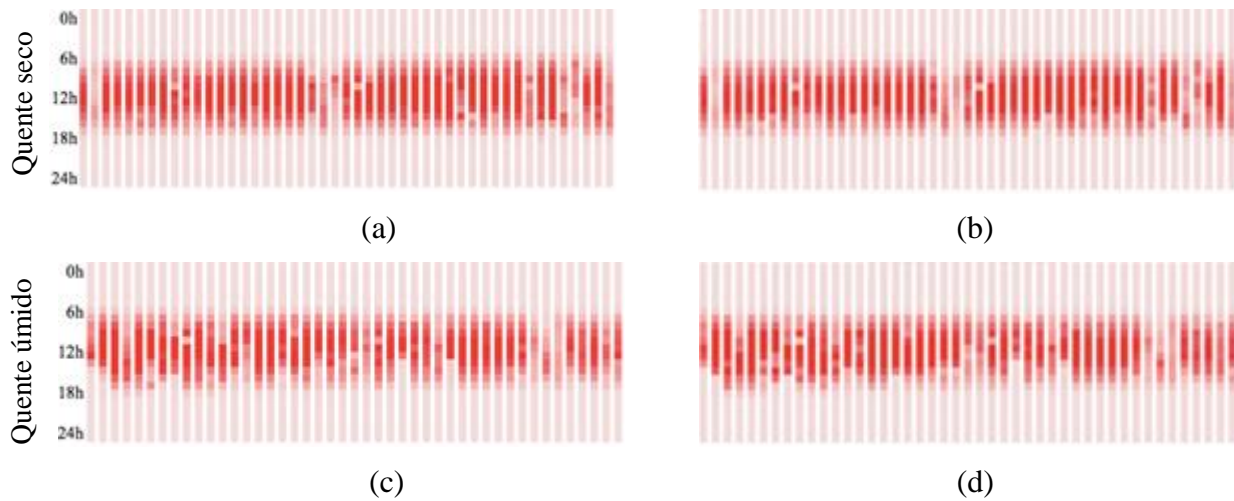 Quente seco
0h
6h
12h
18h
24h
(a)
(b)
Quente úmido
0h
6h
12h
18h
24h
(c)
(d)